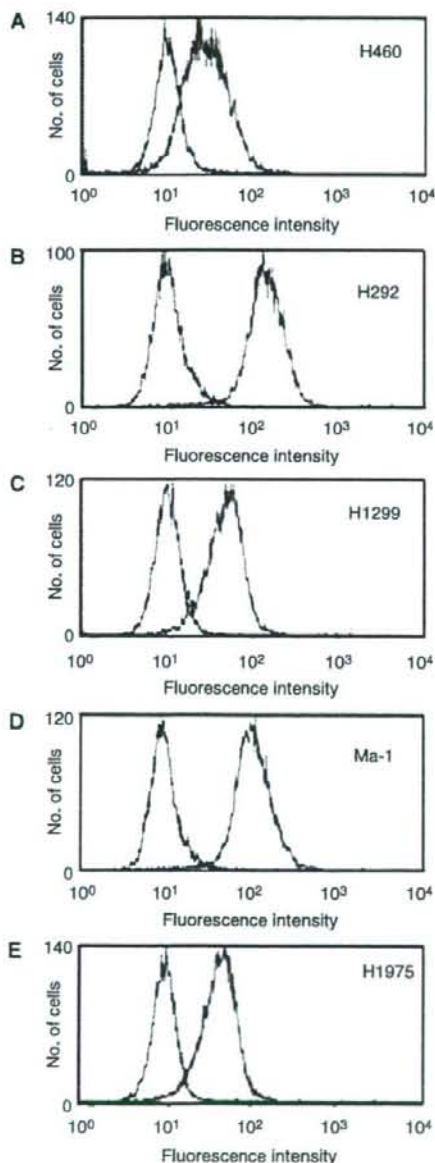 A
140
H460
No. of cells
0
10⁰ 10¹ 10² 10³ 10⁴
Fluorescence intensity
B
100
H292
No. of cells
0
10⁰ 10¹ 10² 10³ 10⁴
Fluorescence intensity
C
120
H1299
No. of cells
0
10⁰ 10¹ 10² 10³ 10⁴
Fluorescence intensity
D
120
Ma-1
No. of cells
0
10⁰ 10¹ 10² 10³ 10⁴
Fluorescence intensity
E
140
H1975
No. of cells
0
10⁰ 10¹ 10² 10³ 10⁴
Fluorescence intensity